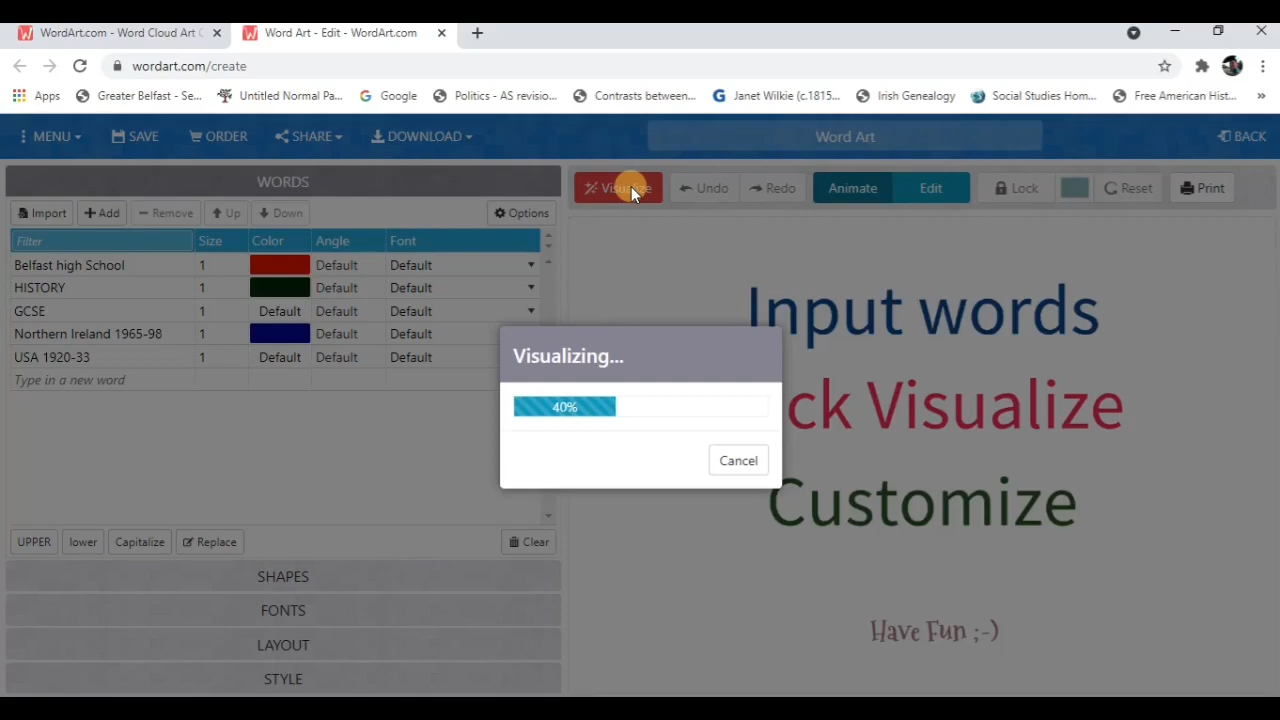 WordArt.com - Word Cloud Art
Word Art - Edit - WordArt.com
wordart.com/create
Apps
Greater Belfast - Se...
Untitled Normal Pa...
Google
Politics - AS revisio...
Contrasts between...
Janet Wilkie (c.1815...
Irish Genealogy
Social Studies Hom...
Free American Hist...
»
MENU
SAVE
ORDER
SHARE
DOWNLOAD
Word Art
BACK
WORDS
Visualize
Undo
Redo
Animate
Edit
Lock
Reset
Print
Import
Add
Remove
Up
Down
Options
Filter Size Color Angle Font
Belfast high School 1 Default Default
HISTORY 1 Default Default
GCSE 1 Default Default Default
Northern Ireland 1965-98 1 Default Default
USA 1920-33 1 Default Default Default
Type in a new word
Input words
ck Visualize
Customize
Have Fun ;-)
Visualizing...
40%
Cancel
UPPER
lower
Capitalize
Replace
Clear
SHAPES
FONTS
LAYOUT
STYLE